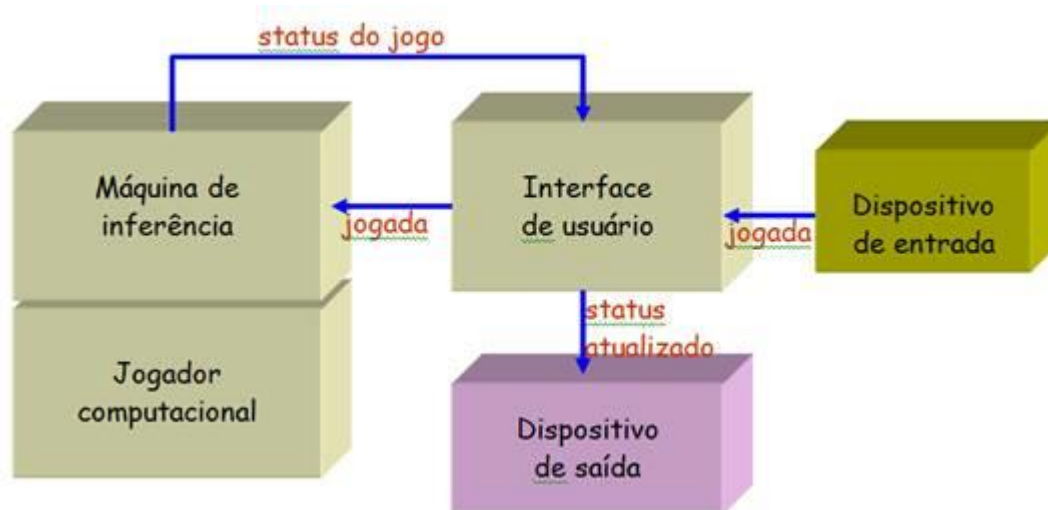 status do jogo
Máquina de
inferência
jogada
Interface
de usuário
jogada
Dispositivo
de entrada
status
atualizado
Jogador
computacional
Dispositivo
de saída